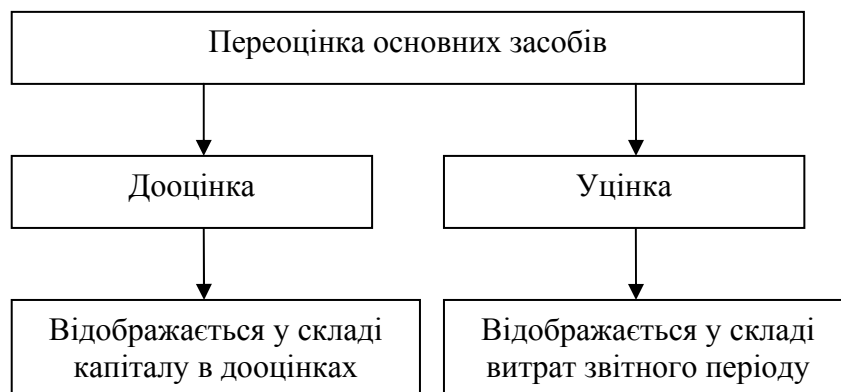 Переоцінка основних засобів
Дооцінка
Уцінка
Відображається у складі
капіталу в дооцінках
Відображається у складі
витрат звітного періоду